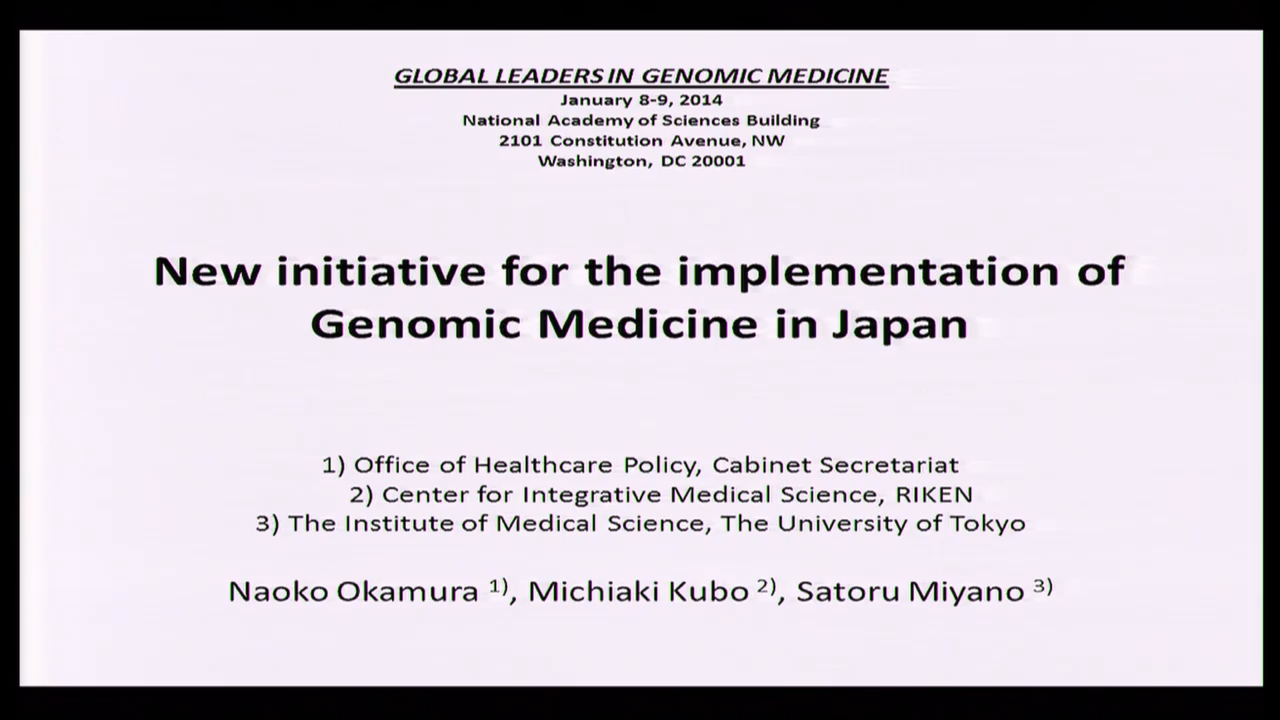 GLOBAL LEADERS IN GENOMIC MEDICINE
January 8-9, 2014
National Academy of Sciences Building
2101 Constitution Avenue, NW
Washington, DC 20001
New initiative for the implementation of
Genomic Medicine in Japan
1) Office of Healthcare Policy, Cabinet Secretariat
2) Center for Integrative Medical Science, RIKEN
3) The Institute of Medical Science, The University of Tokyo
Naoko Okamura 1), Michiaki Kubo 2), Satoru Miyano 3)